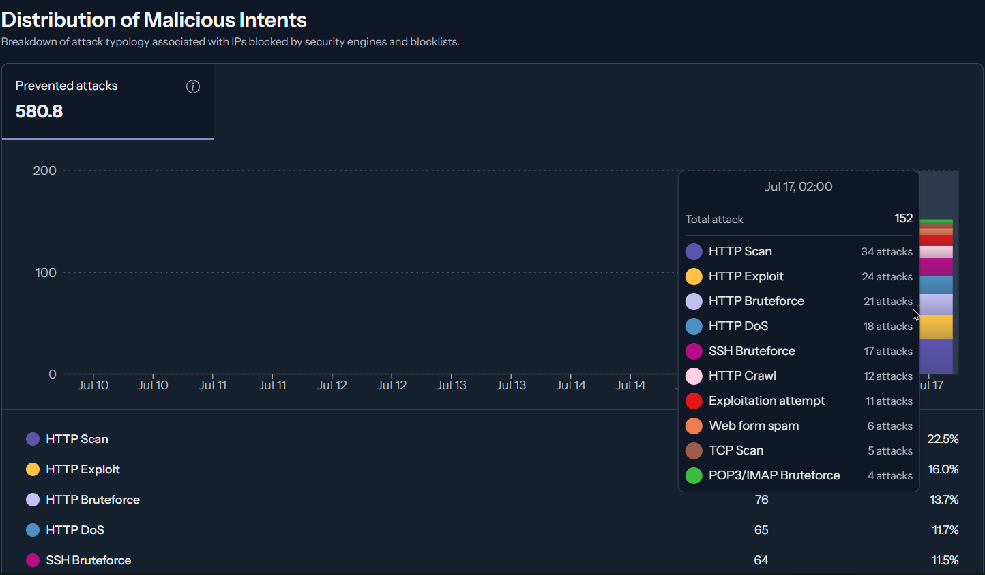 Distribution of Malicious Intents
Breakdown of attack typology associated with IPs blocked by security engines and blocklists.
Prevented attacks
580.8
200
100
0
Jul 10 Jul 10 Jul 11 Jul 11 Jul 12 Jul 12 Jul 13 Jul 13 Jul 14 Jul 14 ul 17
Jul 17, 02:00
Total attack 152
HTTP Scan 34 attacks
HTTP Exploit 24 attacks
HTTP Bruteforce 21 attacks
HTTP DoS 18 attacks
SSH Bruteforce 17 attacks
HTTP Crawl 12 attacks
Exploitation attempt 11 attacks
Web form spam 6 attacks
TCP Scan 5 attacks
POP3/IMAP Bruteforce 4 attacks
HTTP Scan 22.5%
HTTP Exploit 16.0%
HTTP Bruteforce 76 13.7%
HTTP DoS 65 11.7%
SSH Bruteforce 64 11.5%